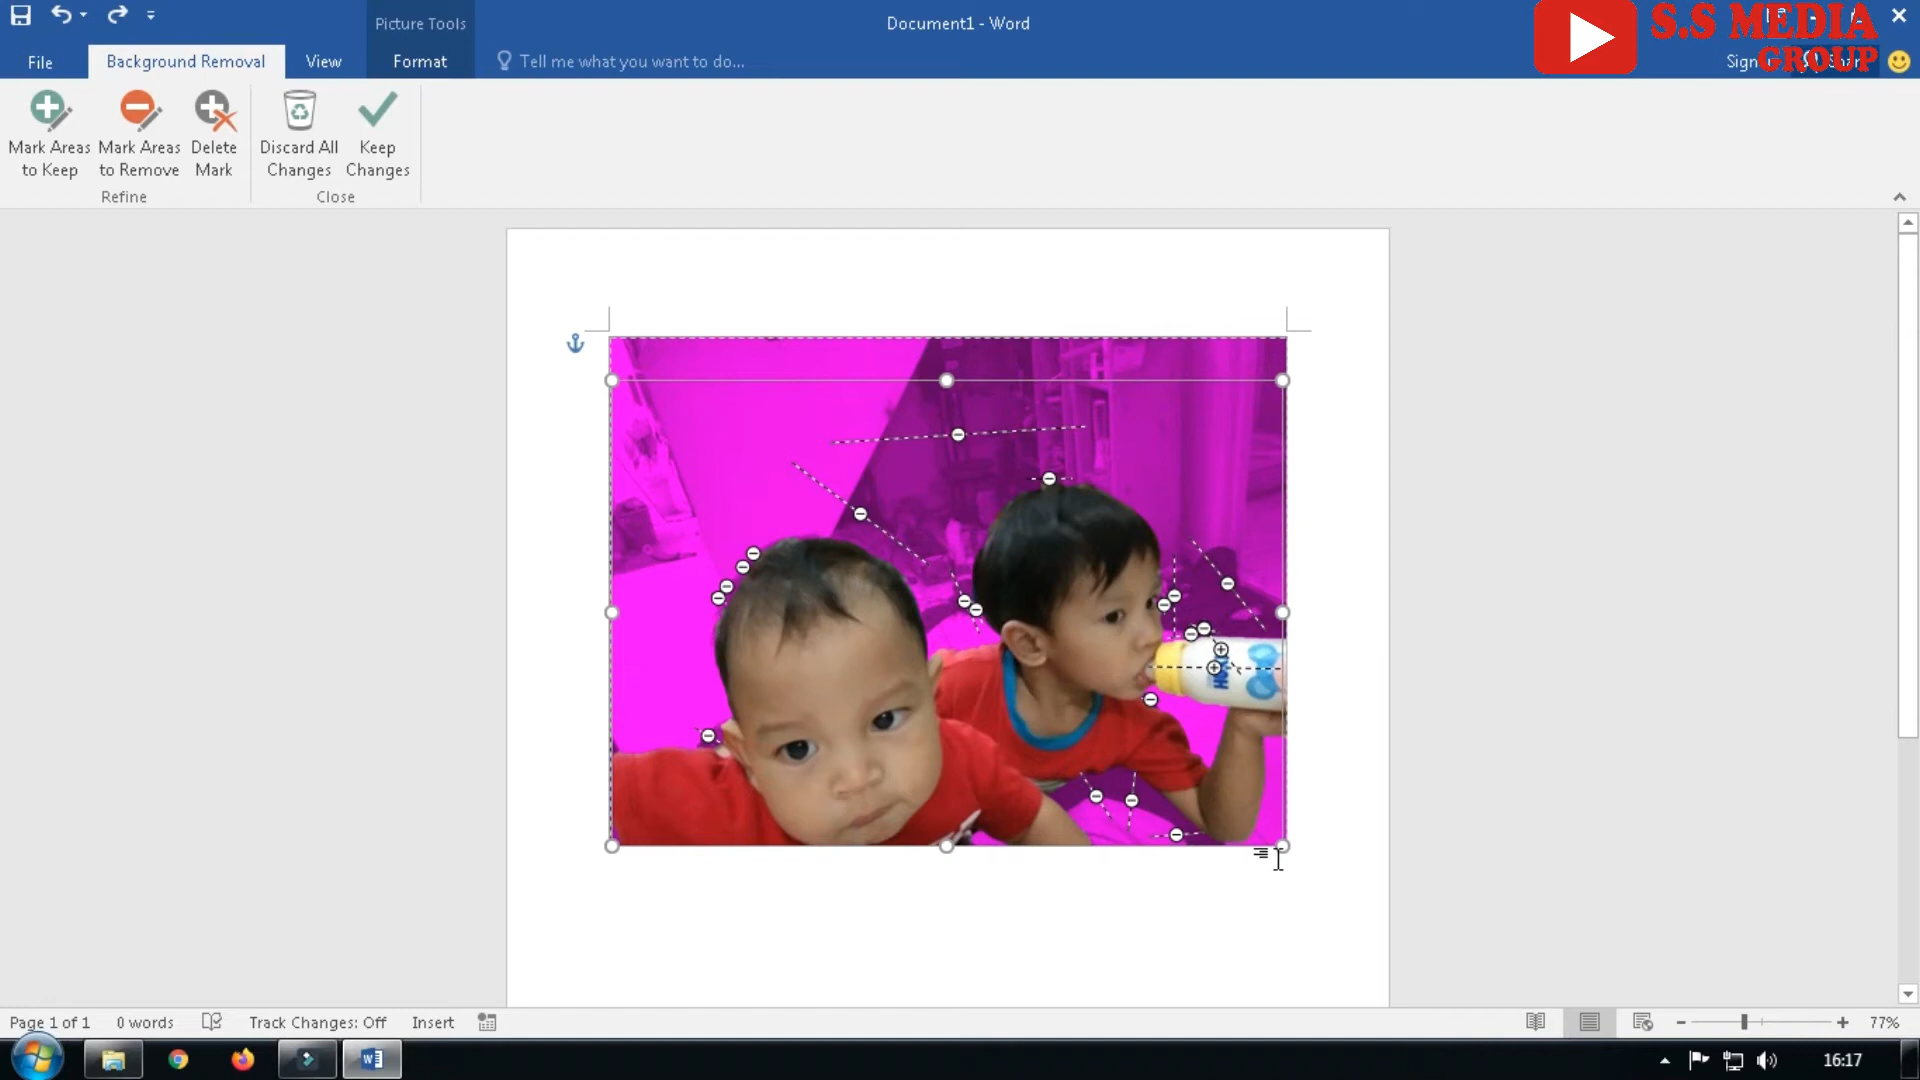 Picture Tools
Document1 - Word
S.S MEDIA
GROUP
File
Background Removal
View
Format
Tell me what you want to do...
Mark Areas
to Keep
Mark Areas
to Remove
Delete
Mark
Discard All
Changes
Keep
Changes
Refine
Close
Page 1 of 1
0 words
Track Changes: Off
Insert
77%
16:17